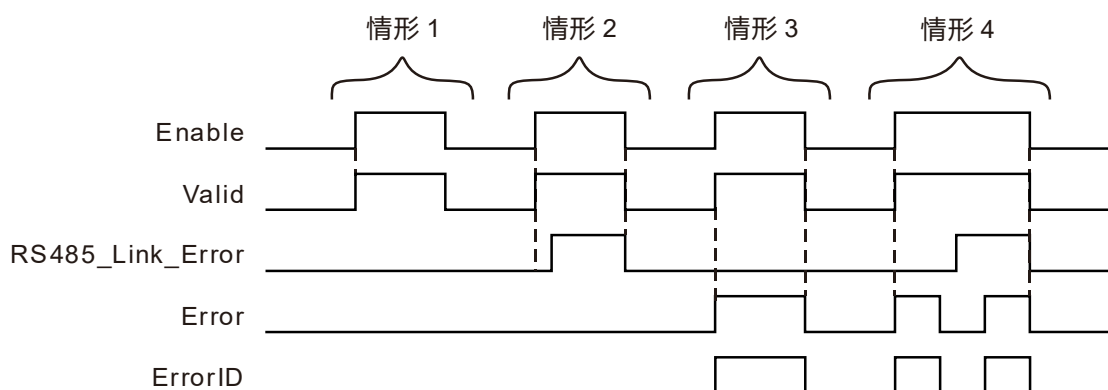 情形 1 情形 2 情形 3 情形 4
Enable
Valid
RS485_Link_Error
Error
ErrorID